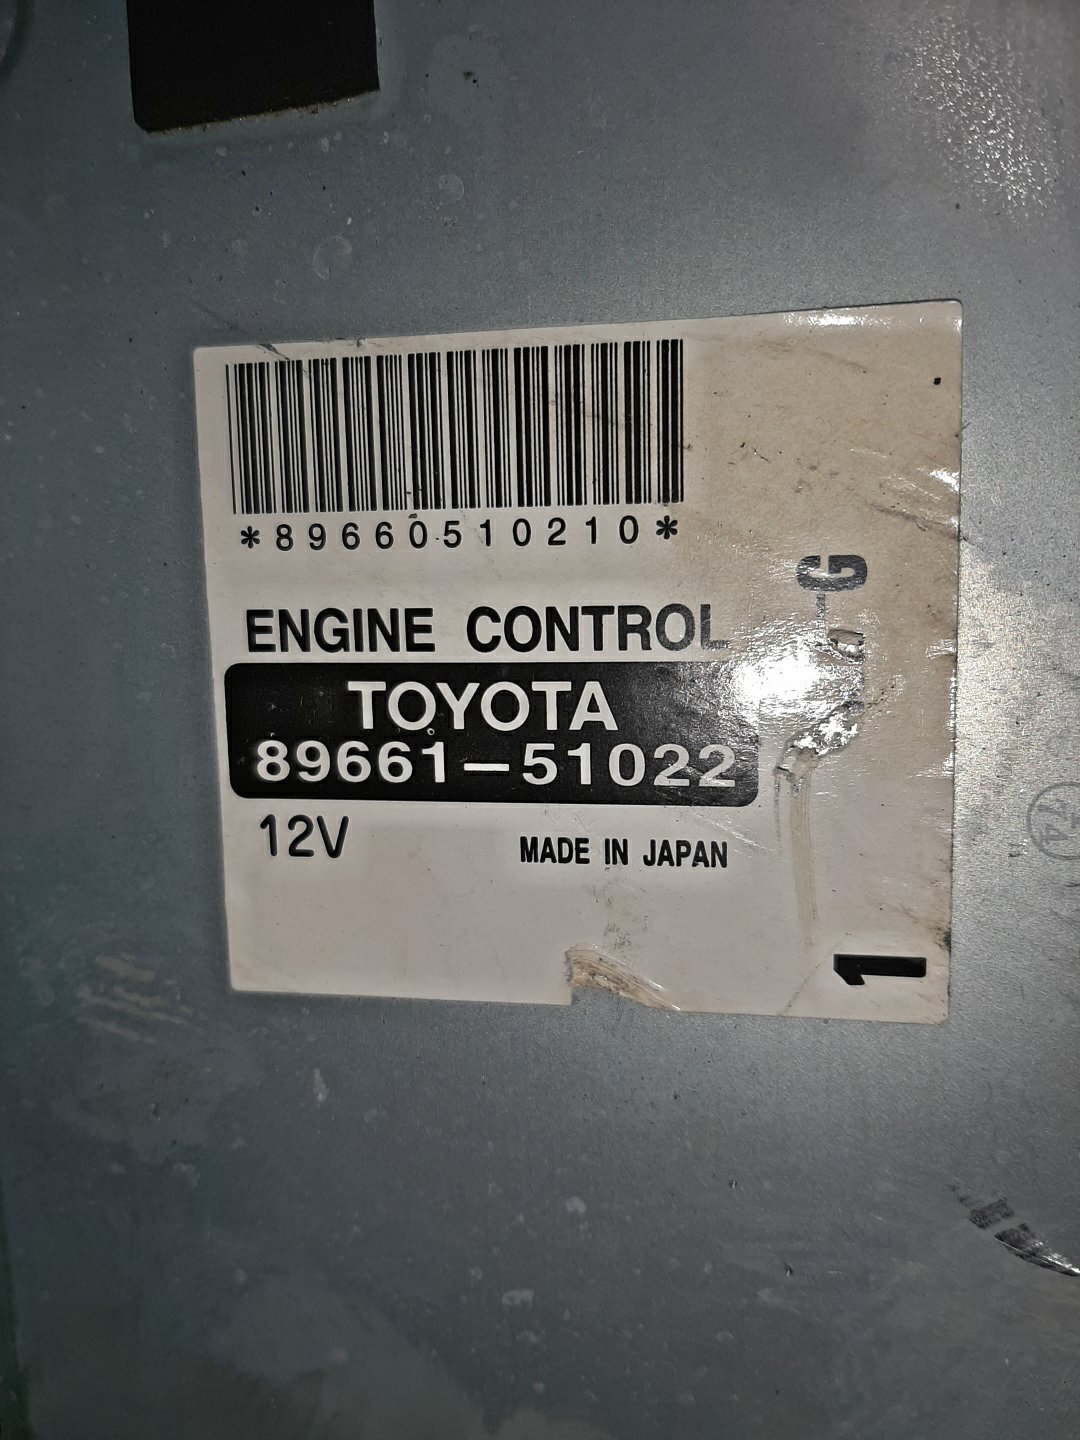 *89660510210*
ENGINE CONTROL
TOYOTA
89661-51022
12V MADE IN JAPAN
G
1